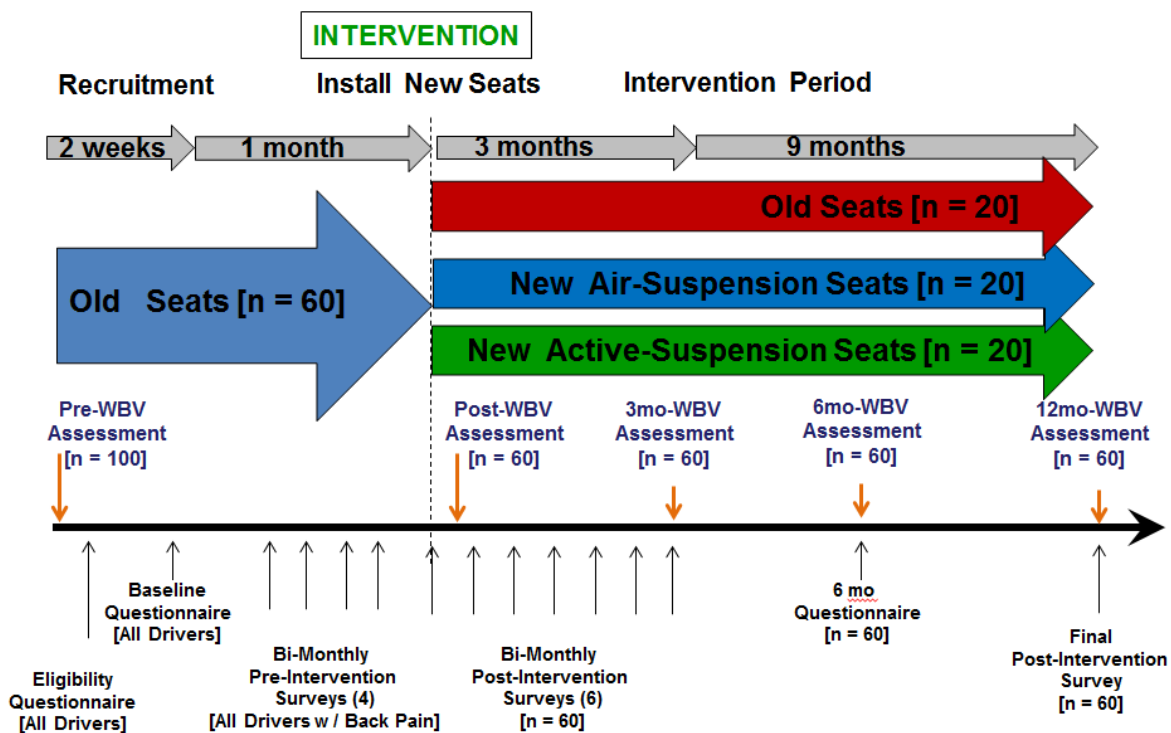 INTERVENTION
Recruitment
Install New Seats
Intervention Period
2 weeks
1 month
3 months
9 months
Old Seats [n = 20]
Old Seats [n = 60]
New Air-Suspension Seats [n = 20]
New Active-Suspension Seats [n = 20]
Pre-WBV
Assessment
[n = 100]
Post-WBV
Assessment
[n = 60]
3mo-WBV
Assessment
[n = 60]
6mo-WBV
Assessment
[n = 60]
12mo-WBV
Assessment
[n = 60]
Baseline
Questionnaire
[All Drivers]
6 mo
Questionnaire
[n = 60]
Eligibility
Questionnaire
[All Drivers]
Bi-Monthly
Pre-Intervention
Surveys (4)
[All Drivers w / Back Pain]
Bi-Monthly
Post-Intervention
Surveys (6)
[n = 60]
Final
Post-Intervention
Survey
[n = 60]